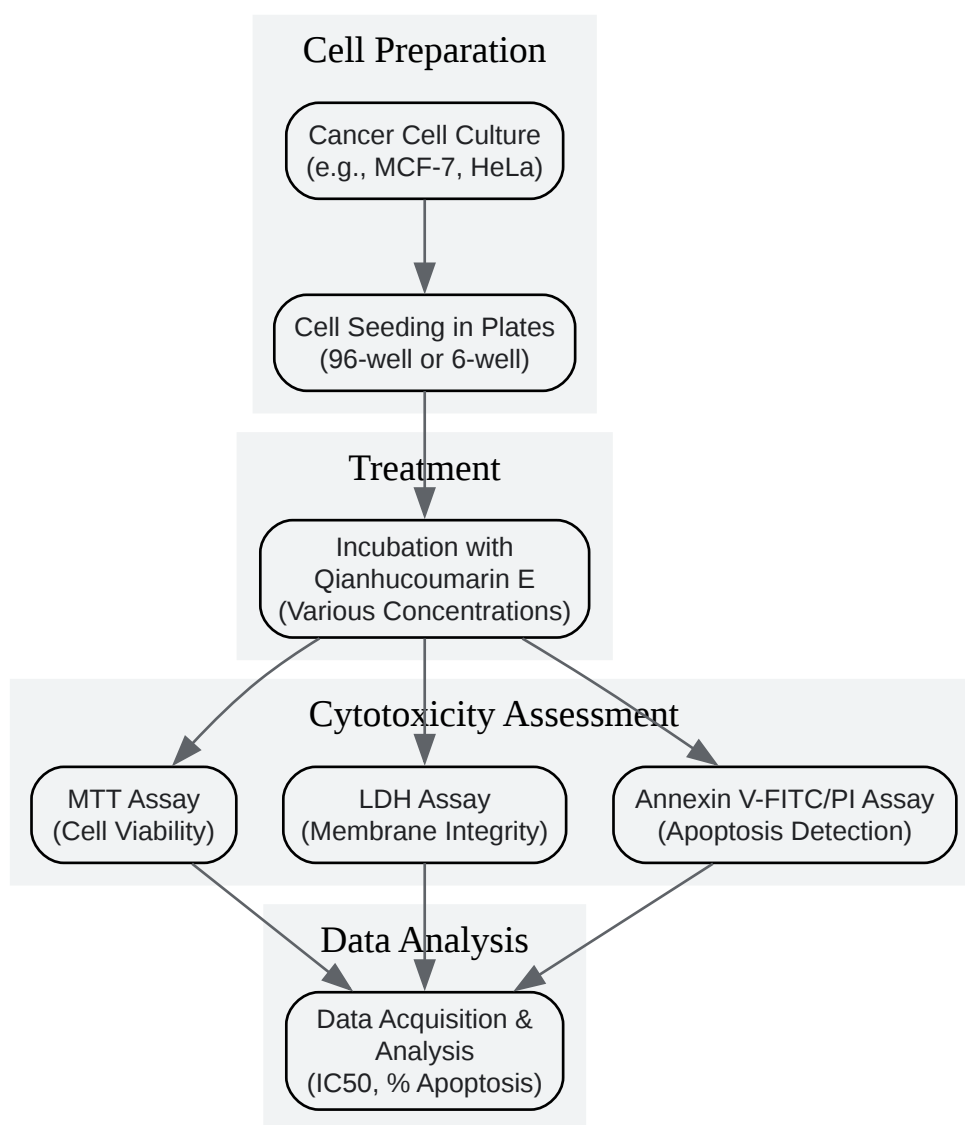 Cell Preparation
Cancer Cell Culture
(e.g., MCF-7, HeLa)
Cell Seeding in Plates
(96-well or 6-well)
Treatment
Incubation with
Qianhucoumarin E
(Various Concentrations)
Cytotoxicity Assessment
MTT Assay
(Cell Viability)
LDH Assay
(Membrane Integrity)
Annexin V-FITC/PI Assay
(Apoptosis Detection)
Data Analysis
Data Acquisition &
Analysis
(IC50, % Apoptosis)